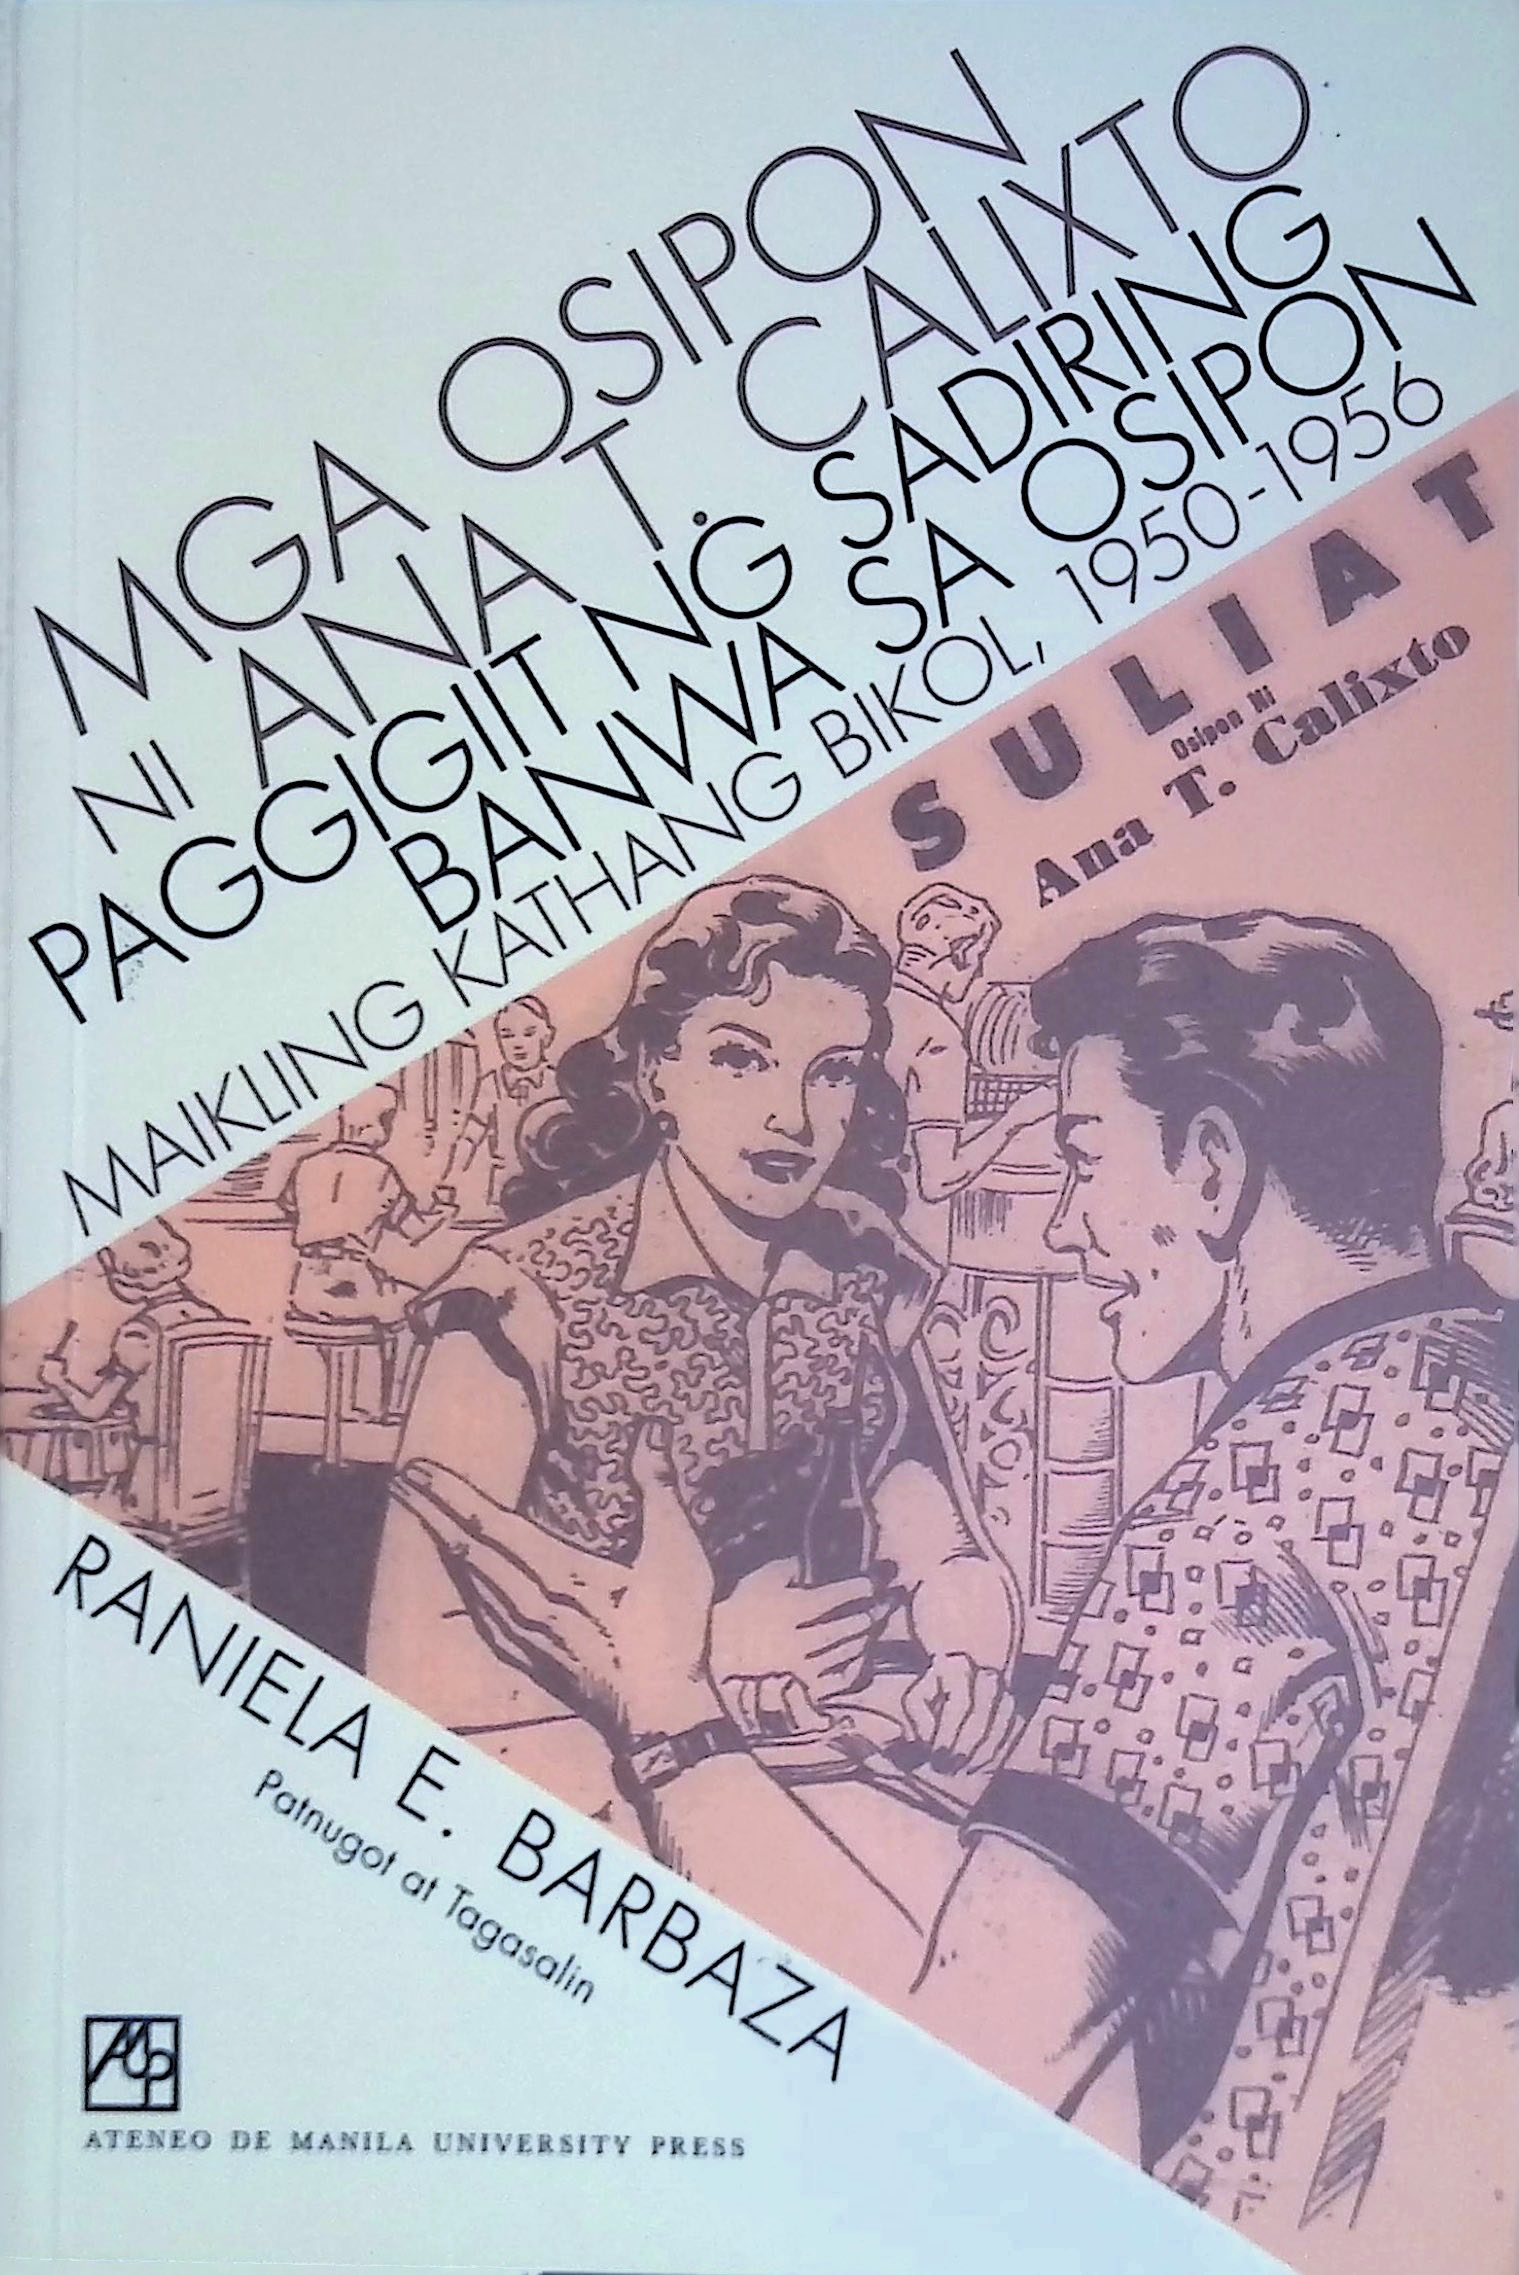 MGA OSIPON
NI ANA T. CALIXTO
PAGGIGIIT NG SADIRING
BANWA SA OSIPON
MAIKLING KATHANG BIKOL, 1950-1956
SULIAT
Osipon Ni
Ana T. Calixto
RANIELA E. BARBAZA
Patnugot at Tagasalin
AUP
ATENEO DE MANILA UNIVERSITY PRESS